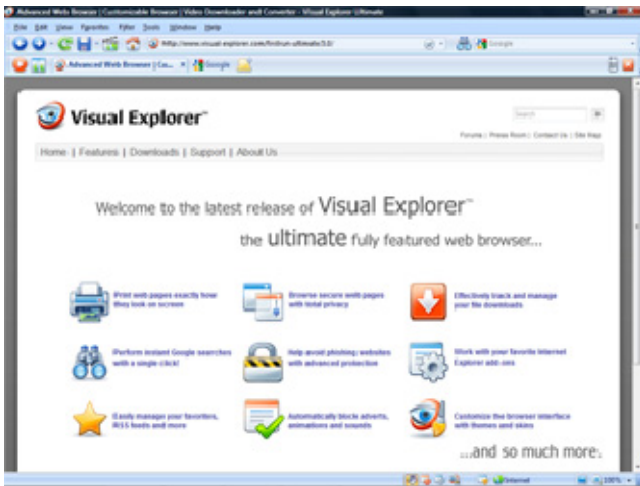 Advanced Web Browser | Customizable Browser | Video Downloader and Converter - Visual Explorer Ultimate
File Edit View Favorites Filter Tools Window Help
Google
Advanced Web Browser | Cu...
Google
Visual Explorer™
Search
Forums | Press Room | Contact Us | Site Map
Home | Features | Downloads | Support | About Us
Welcome to the latest release of Visual Explorer™
the ultimate fully featured web browser...
Print web pages exactly how
they look on screen
Browse secure web pages
with total privacy
Effectively track and manage
your file downloads
Perform instant Google searches
with a single click!
Help avoid phishing websites
with advanced protection
Work with your favorite Internet
Explorer add-ons
Easily manager your favorites,
RSS feeds and more
Automatically block adverts,
animations and sounds
Customize the browser interface
with themes and skins
...and so much more.
Internet
100%